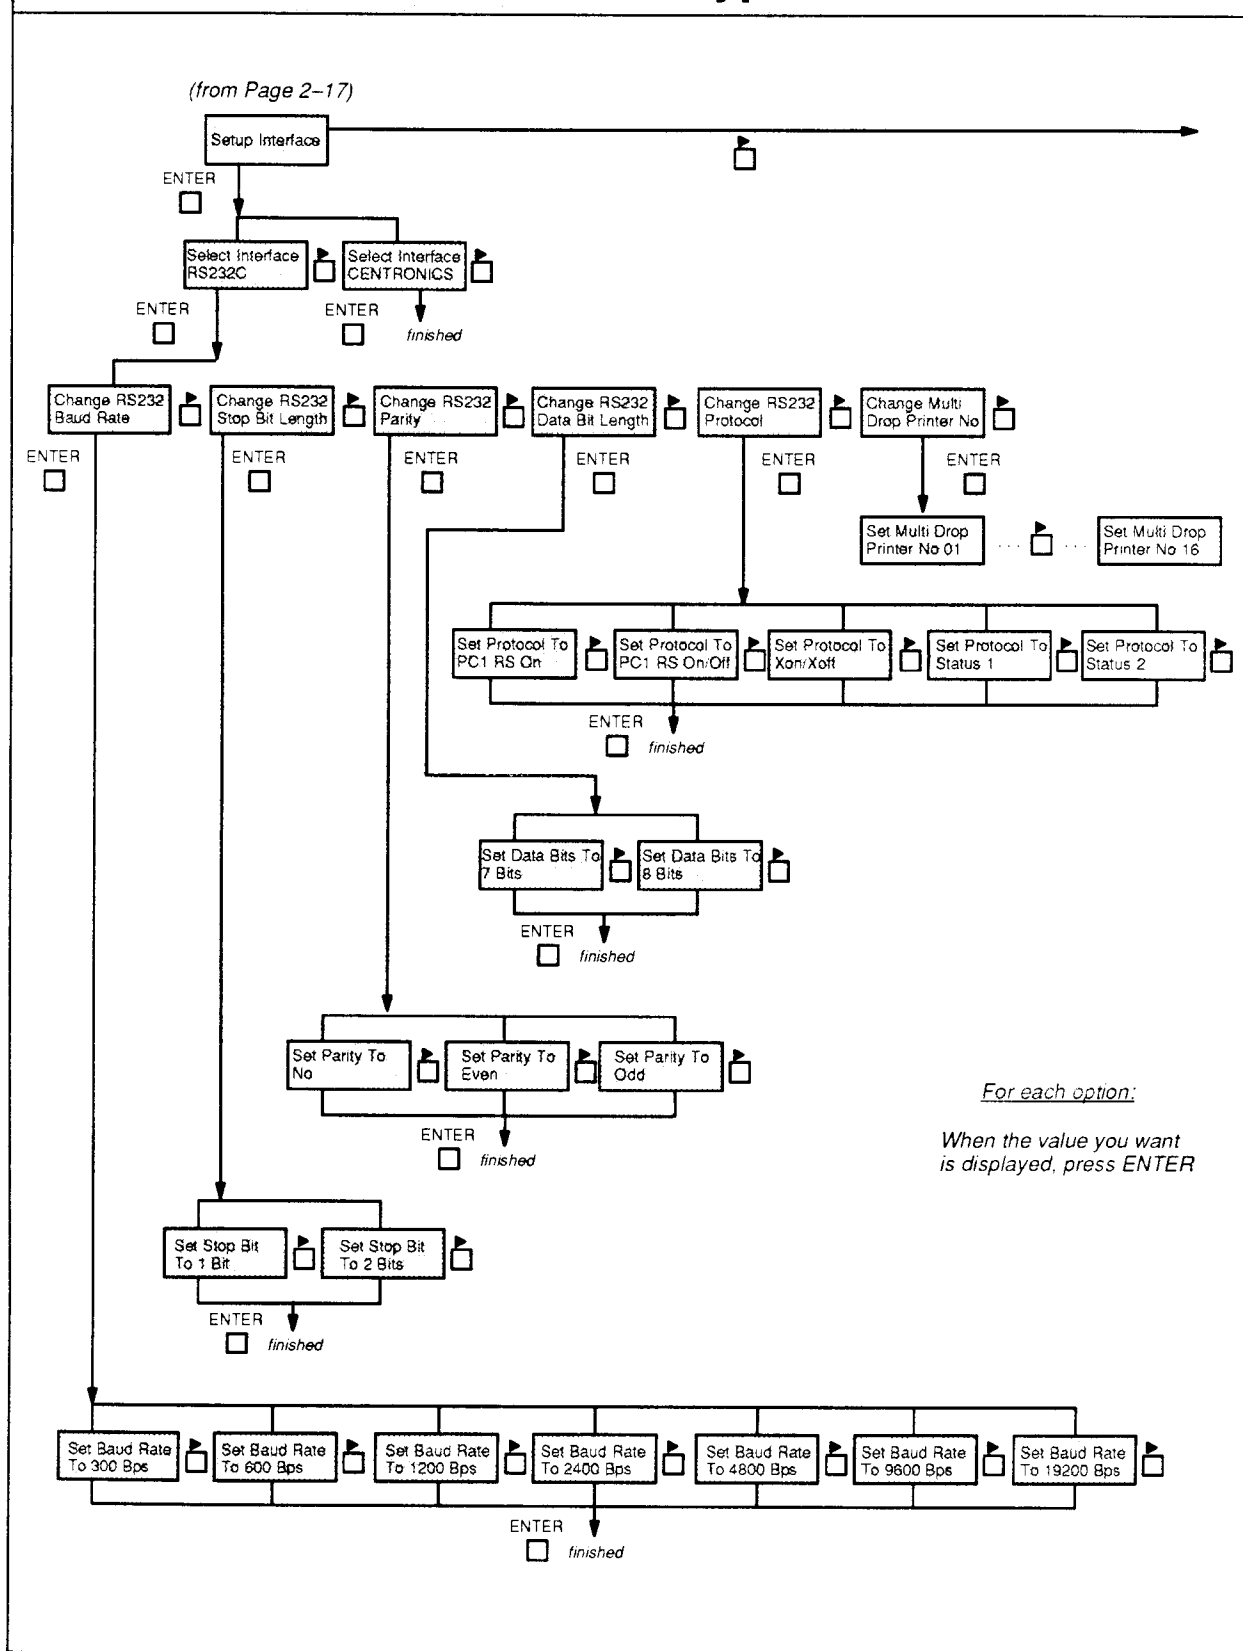 (from Page 2–17)
Setup Interface
ENTER
Select Interface
RS232C
Select Interface
CENTRONICS
ENTER
ENTER
finished
Change RS232
Baud Rate
Change RS232
Stop Bit Length
Change RS232
Parity
Change RS232
Data Bit Length
Change RS232
Protocol
Change Multi
Drop Printer No
ENTER
ENTER
ENTER
ENTER
ENTER
ENTER
Set Multi Drop
Printer No 01
... ...
Set Multi Drop
Printer No 16
Set Protocol To
PC1 RS On
Set Protocol To
PC1 RS On/Off
Set Protocol To
Xon/Xoff
Set Protocol To
Status 1
Set Protocol To
Status 2
ENTER
finished
Set Data Bits To
7 Bits
Set Data Bits To
8 Bits
ENTER
finished
Set Parity To
No
Set Parity To
Even
Set Parity To
Odd
ENTER
finished
For each option:
When the value you want
is displayed, press ENTER
Set Stop Bit
To 1 Bit
Set Stop Bit
To 2 Bits
ENTER
finished
Set Baud Rate
To 300 Bps
Set Baud Rate
To 600 Bps
Set Baud Rate
To 1200 Bps
Set Baud Rate
To 2400 Bps
Set Baud Rate
To 4800 Bps
Set Baud Rate
To 9600 Bps
Set Baud Rate
To 19200 Bps
ENTER
finished